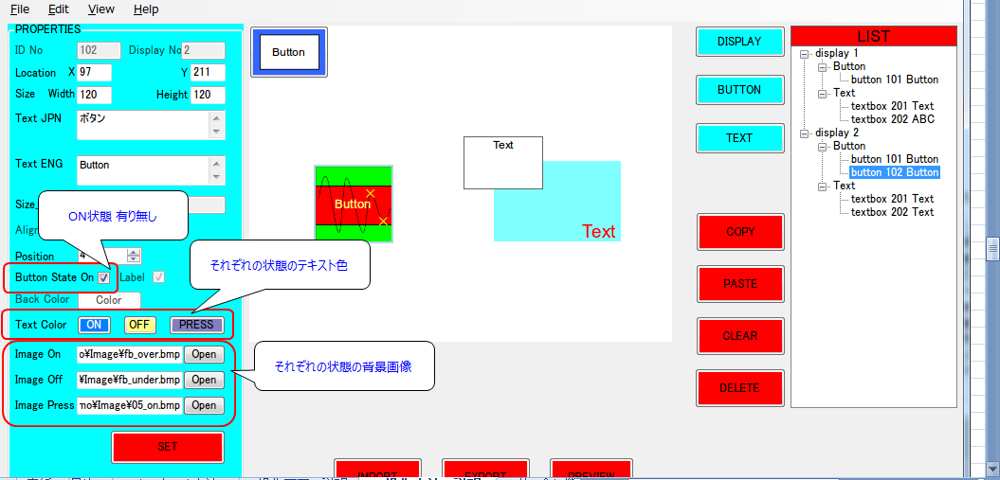 File Edit View Help
PROPERTIES
ID No 102 Display No 2
Location X 97 Y 211
Size Width 120 Height 120
Text JPN ボタン
Text ENG Button
Size_
ON状態 有り無し
Align
Position 4
Button State On Label
Back Color Color
Text Color ON OFF PRESS
Image On o¥Image¥fb_over.bmp Open
Image Off ¥Image¥fb_under.bmp Open
Image Press mo¥Image¥05_on.bmp Open
SET
それぞれの状態のテキスト色
それぞれの状態の背景画像
Button
Text
Button
Text
IMPORT EXPORT PREVIEW
DISPLAY
BUTTON
TEXT
COPY
PASTE
CLEAR
DELETE
LIST
display 1
Button
button 101 Button
Text
textbox 201 Text
textbox 202 ABC
display 2
Button
button 101 Button
button 102 Button
Text
textbox 201 Text
textbox 202 Text